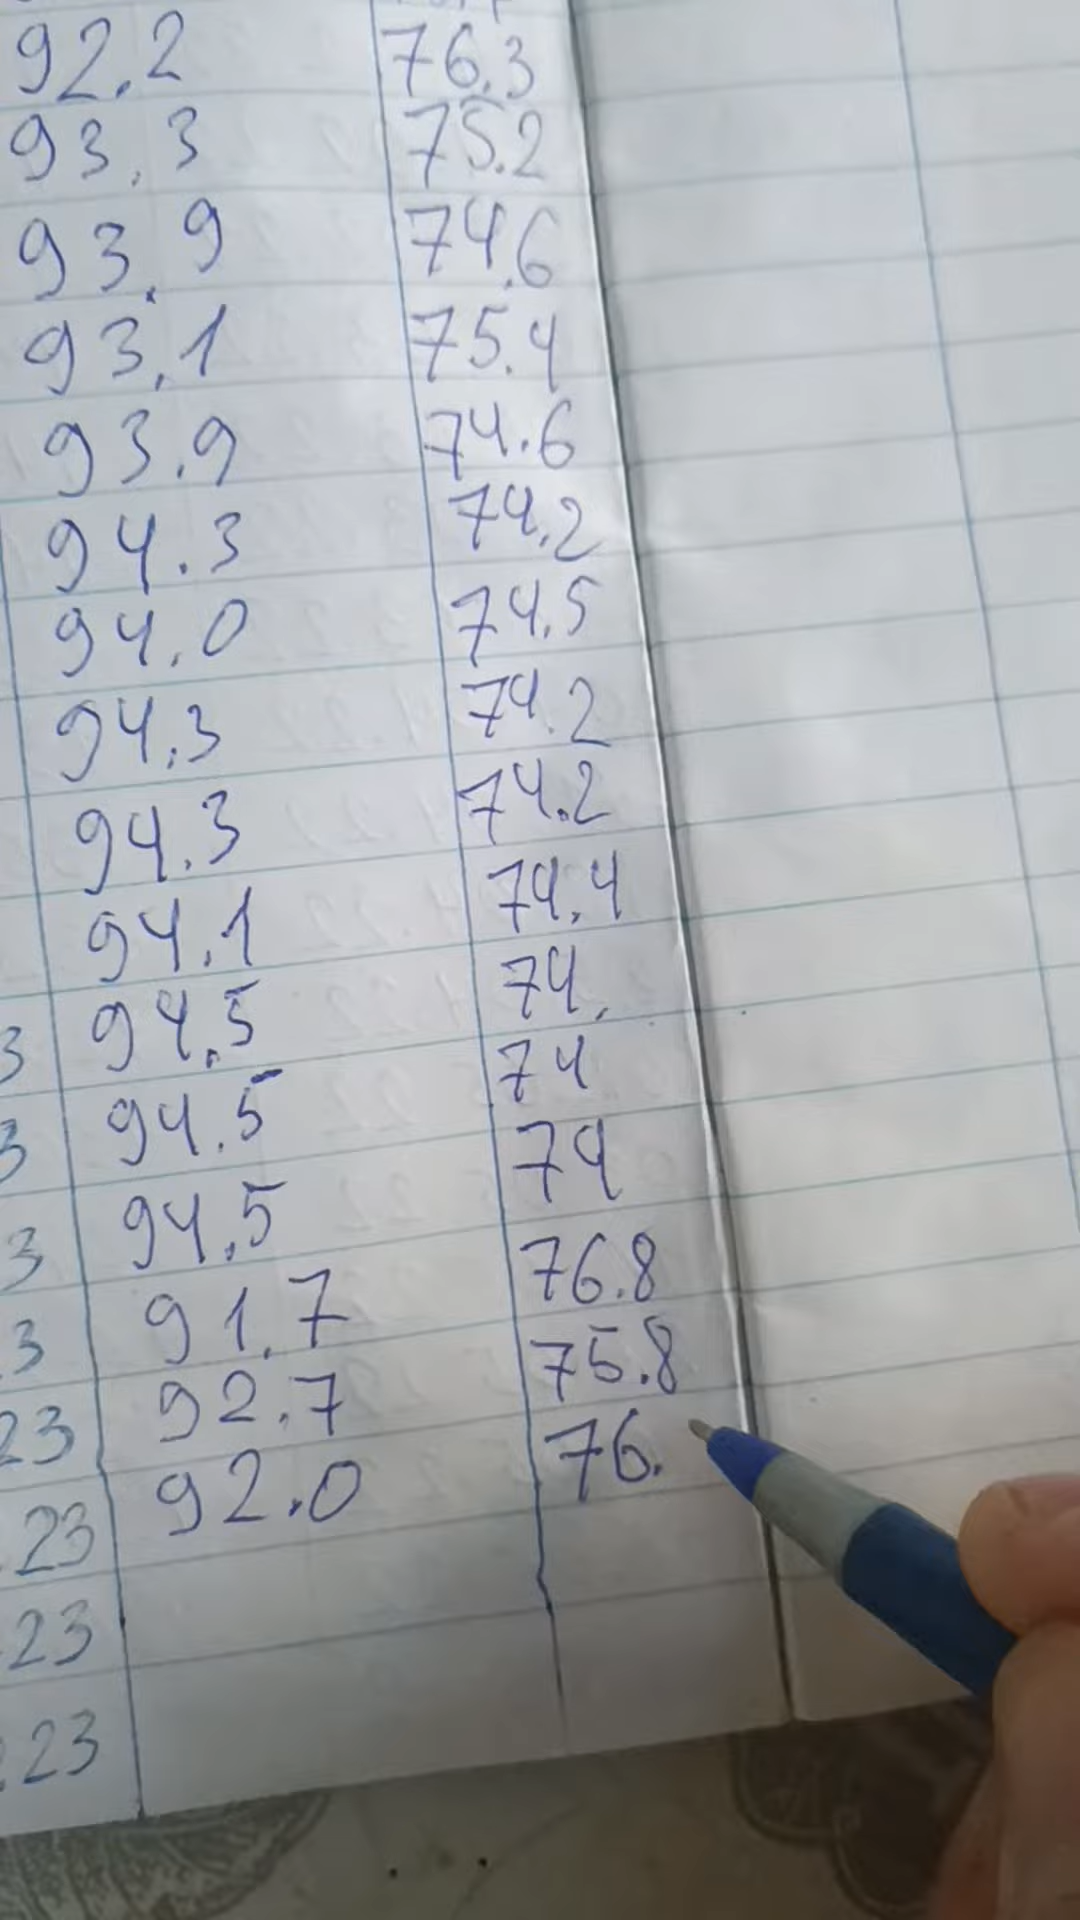 92.2 76.3
93.3 75.2
93.9 74.6
93.1 75.4
93.9 74.6
94.3 74.2
94.0 74.5
94.3 74.2
94.3 74.2
94.1 74.4
3 94.5 74.
3 94.5 74
3 94.5 74
3 91.7 76.8
23 92.7 75.8
.23 92.0 76.
.23
.23